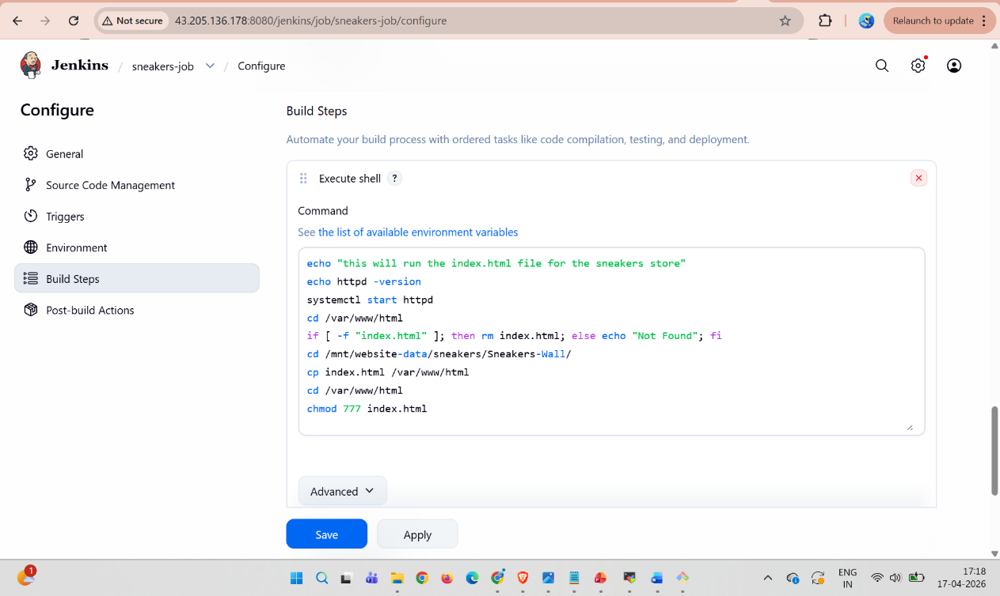 Not secure
43.205.136.178:8080/jenkins/job/sneakers-job/configure
Relaunch to update
Jenkins / sneakers-job / Configure
Configure
General
Source Code Management
Triggers
Environment
Build Steps
Post-build Actions
Build Steps
Automate your build process with ordered tasks like code compilation, testing, and deployment.
Execute shell ?
Command
See the list of available environment variables
echo "this will run the index.html file for the sneakers store"
echo httpd -version
systemctl start httpd
cd /var/www/html
if [ -f "index.html" ]; then rm index.html; else echo "Not Found"; fi
cd /mnt/website-data/sneakers/Sneakers-Wall/
cp index.html /var/www/html
cd /var/www/html
chmod 777 index.html
Advanced
Save
Apply
1
ENG
IN
17:18
17-04-2026